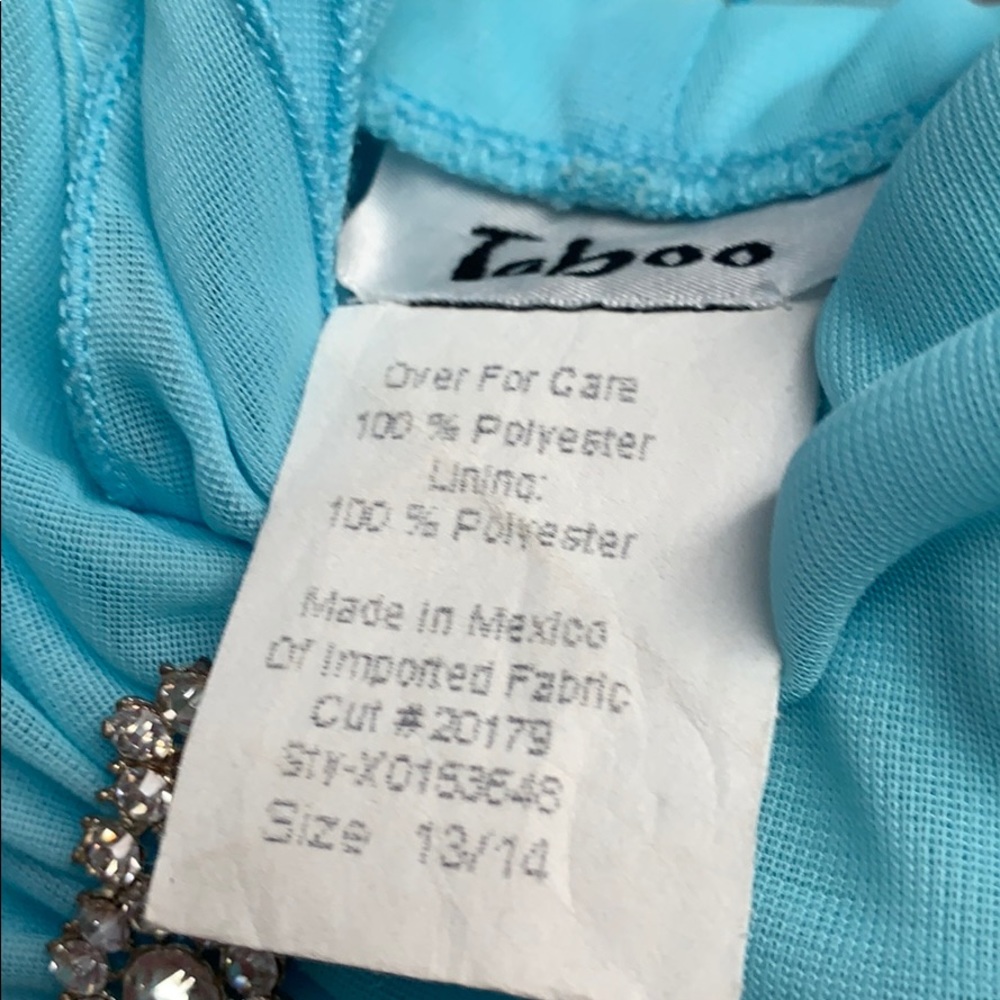 Taboo
Over For Care
100 % Polyester
Lining:
100 % Polyester
Made In Mexico
Of Imported Fabric
Cut # 20179
Sty-X0153648
Size 13/14